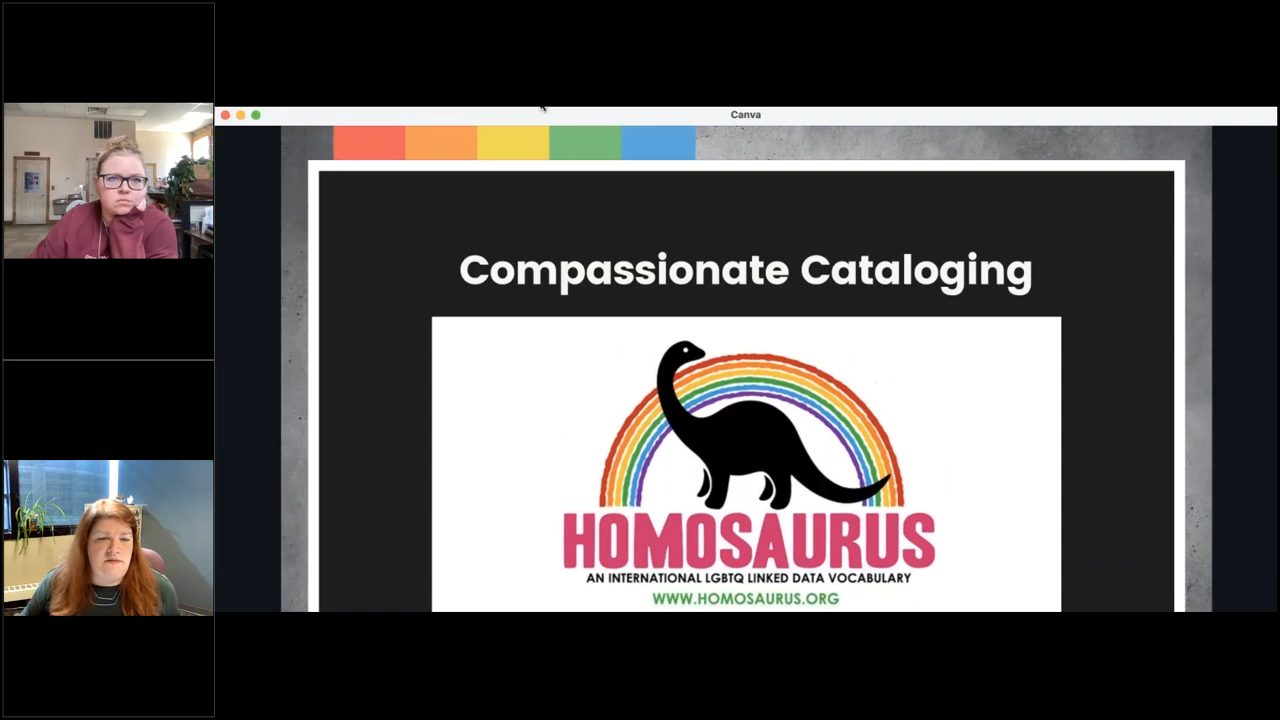 Canva
Compassionate Cataloging
HOMOSAURUS
AN INTERNATIONAL LGBTQ LINKED DATA VOCABULARY
WWW.HOMOSAURUS.ORG